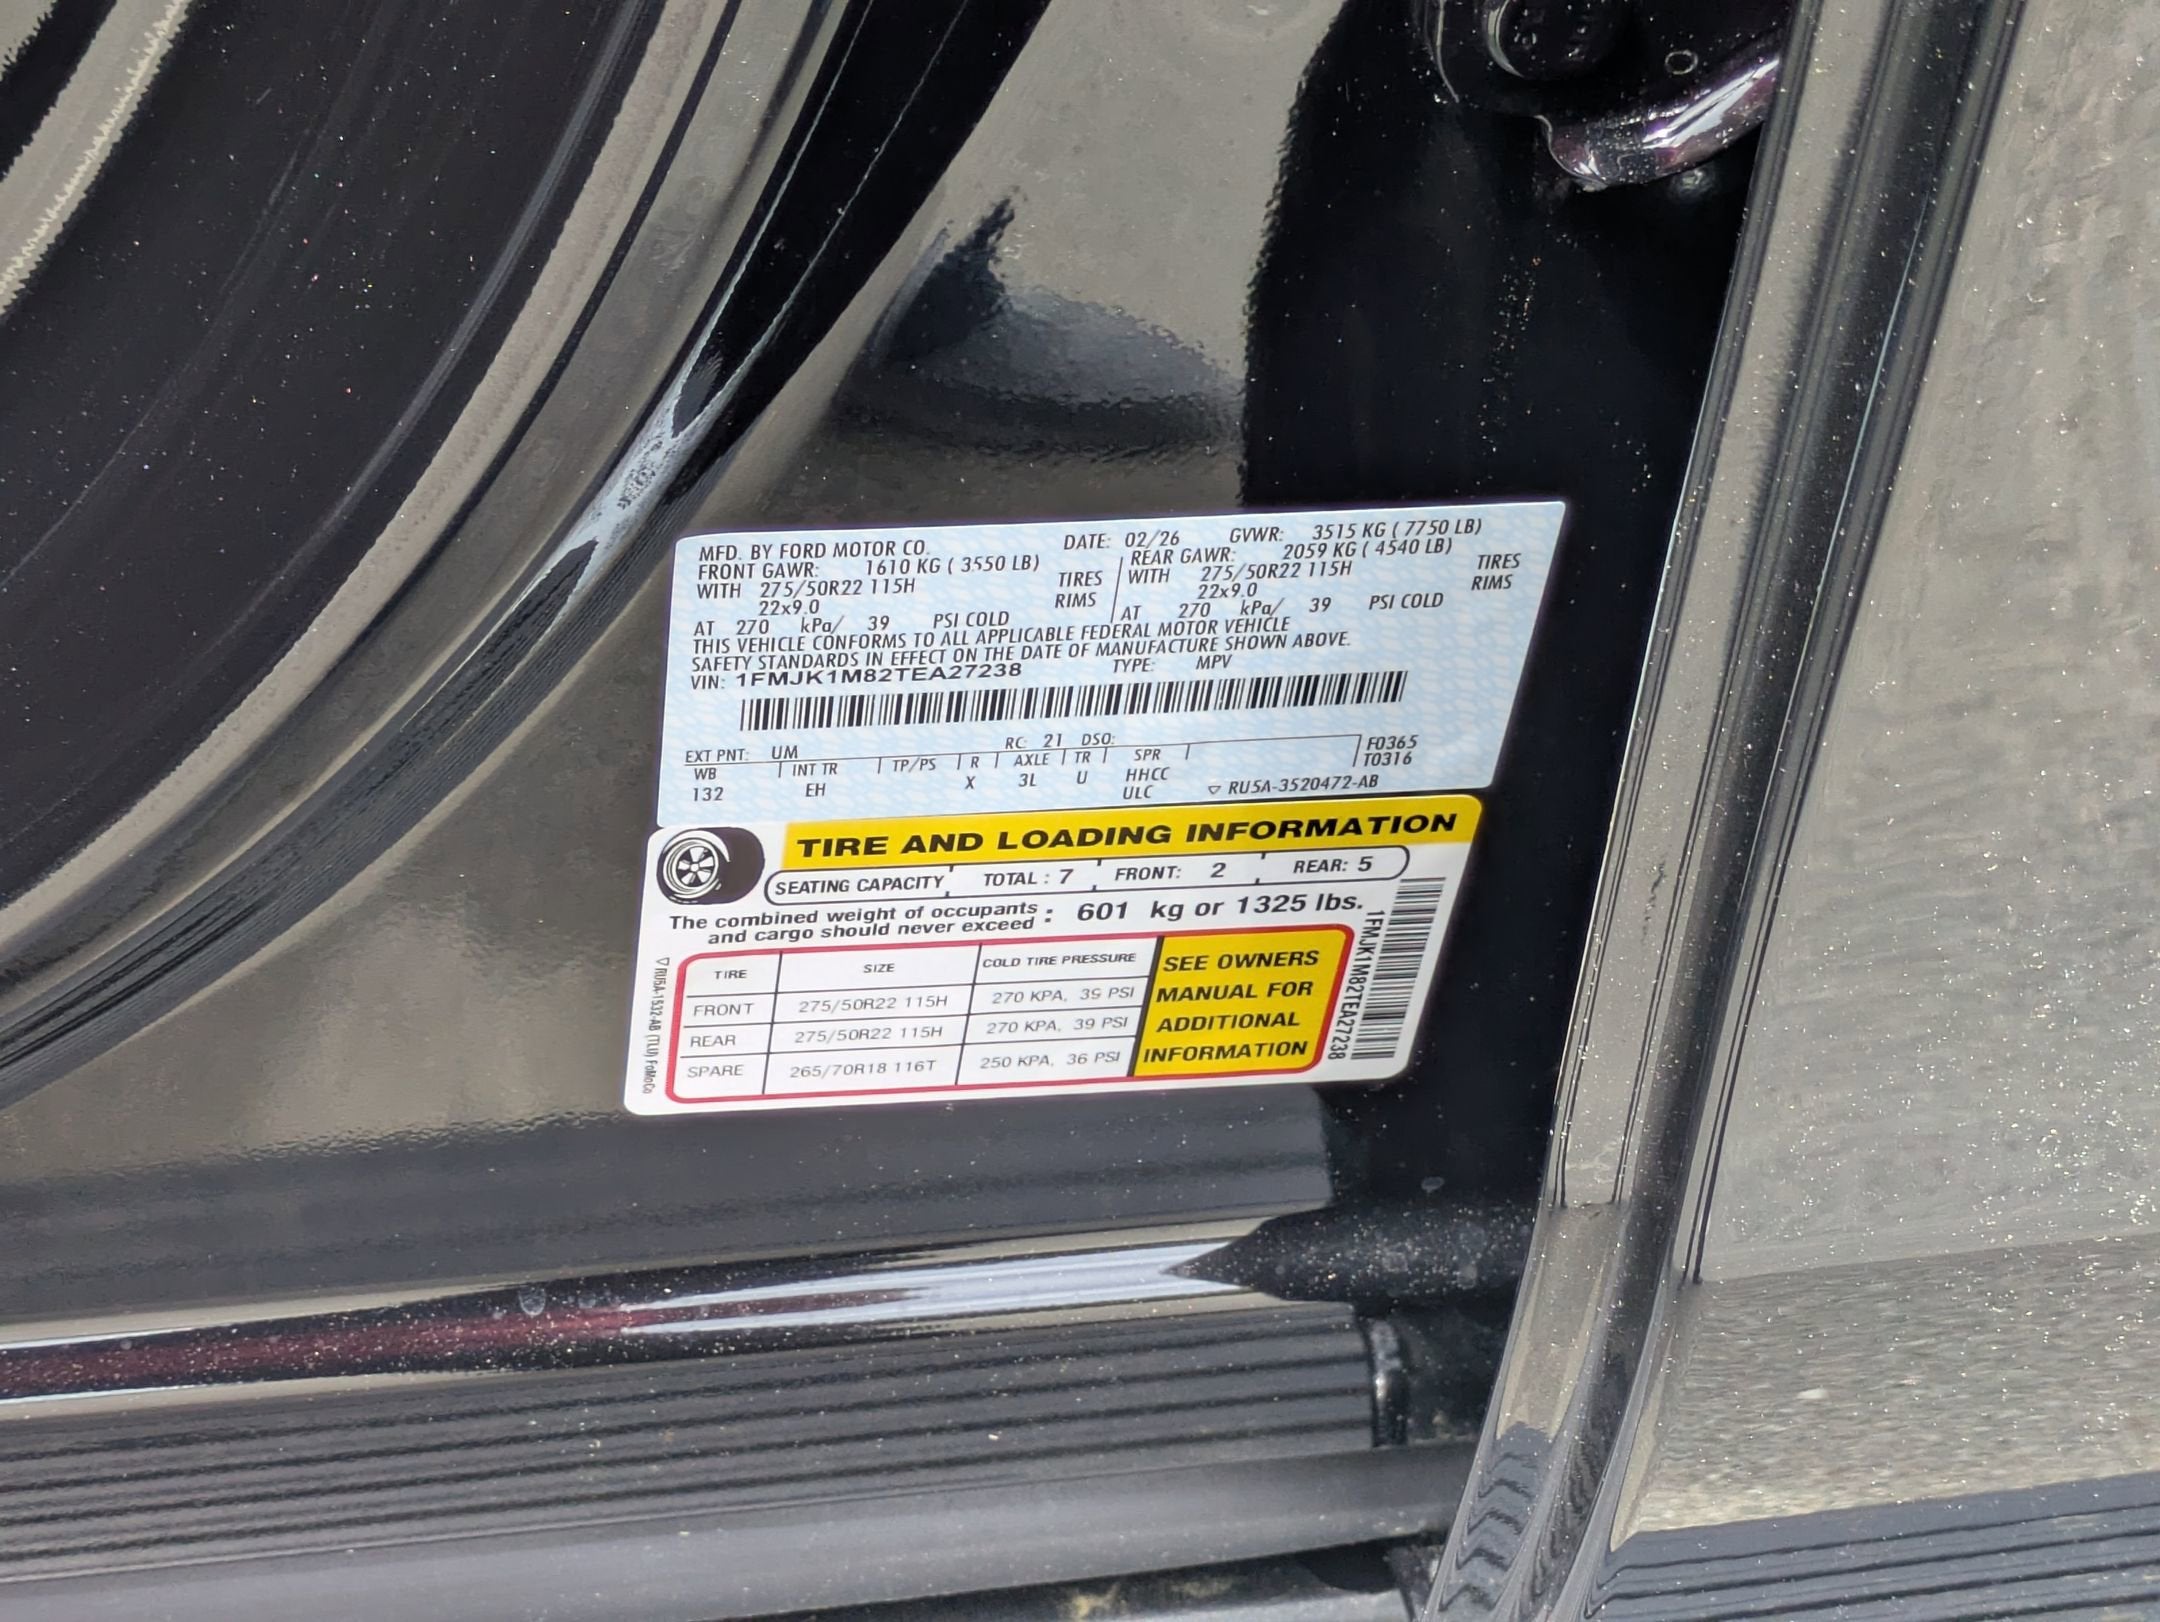 MFD. BY FORD MOTOR CO. DATE: 02/26 GVWR: 3515 KG ( 7750 LB)
FRONT GAWR: 1610 KG ( 3550 LB) REAR GAWR: 2059 KG ( 4540 LB)
WITH 275/50R22 115H TIRES WITH 275/50R22 115H TIRES
22x9.0 RIMS 22x9.0 RIMS
AT 270 kPa/ 39 PSI COLD AT 270 kPa/ 39 PSI COLD
THIS VEHICLE CONFORMS TO ALL APPLICABLE FEDERAL MOTOR VEHICLE
SAFETY STANDARDS IN EFFECT ON THE DATE OF MANUFACTURE SHOWN ABOVE.
VIN: 1FMJK1M82TEA27238 TYPE: MPV
EXT PNT: UM RC: 21 DSO: F0365
WB INT TR TP/PS R AXLE TR SPR T0316
132 EH X 3L U HHCC
ULC RU5A-3520472-AB
TIRE AND LOADING INFORMATION
SEATING CAPACITY TOTAL : 7 FRONT: 2 REAR: 5
The combined weight of occupants
and cargo should never exceed : 601 kg or 1325 lbs.
TIRE SIZE COLD TIRE PRESSURE
FRONT 275/50R22 115H 270 KPA, 39 PSI
REAR 275/50R22 115H 270 KPA, 39 PSI
SPARE 265/70R18 116T 250 KPA, 36 PSI
SEE OWNERS
MANUAL FOR
ADDITIONAL
INFORMATION
1FMJK1M82TEA27238
RU5A-1532-AB (TLU) FoMoCo